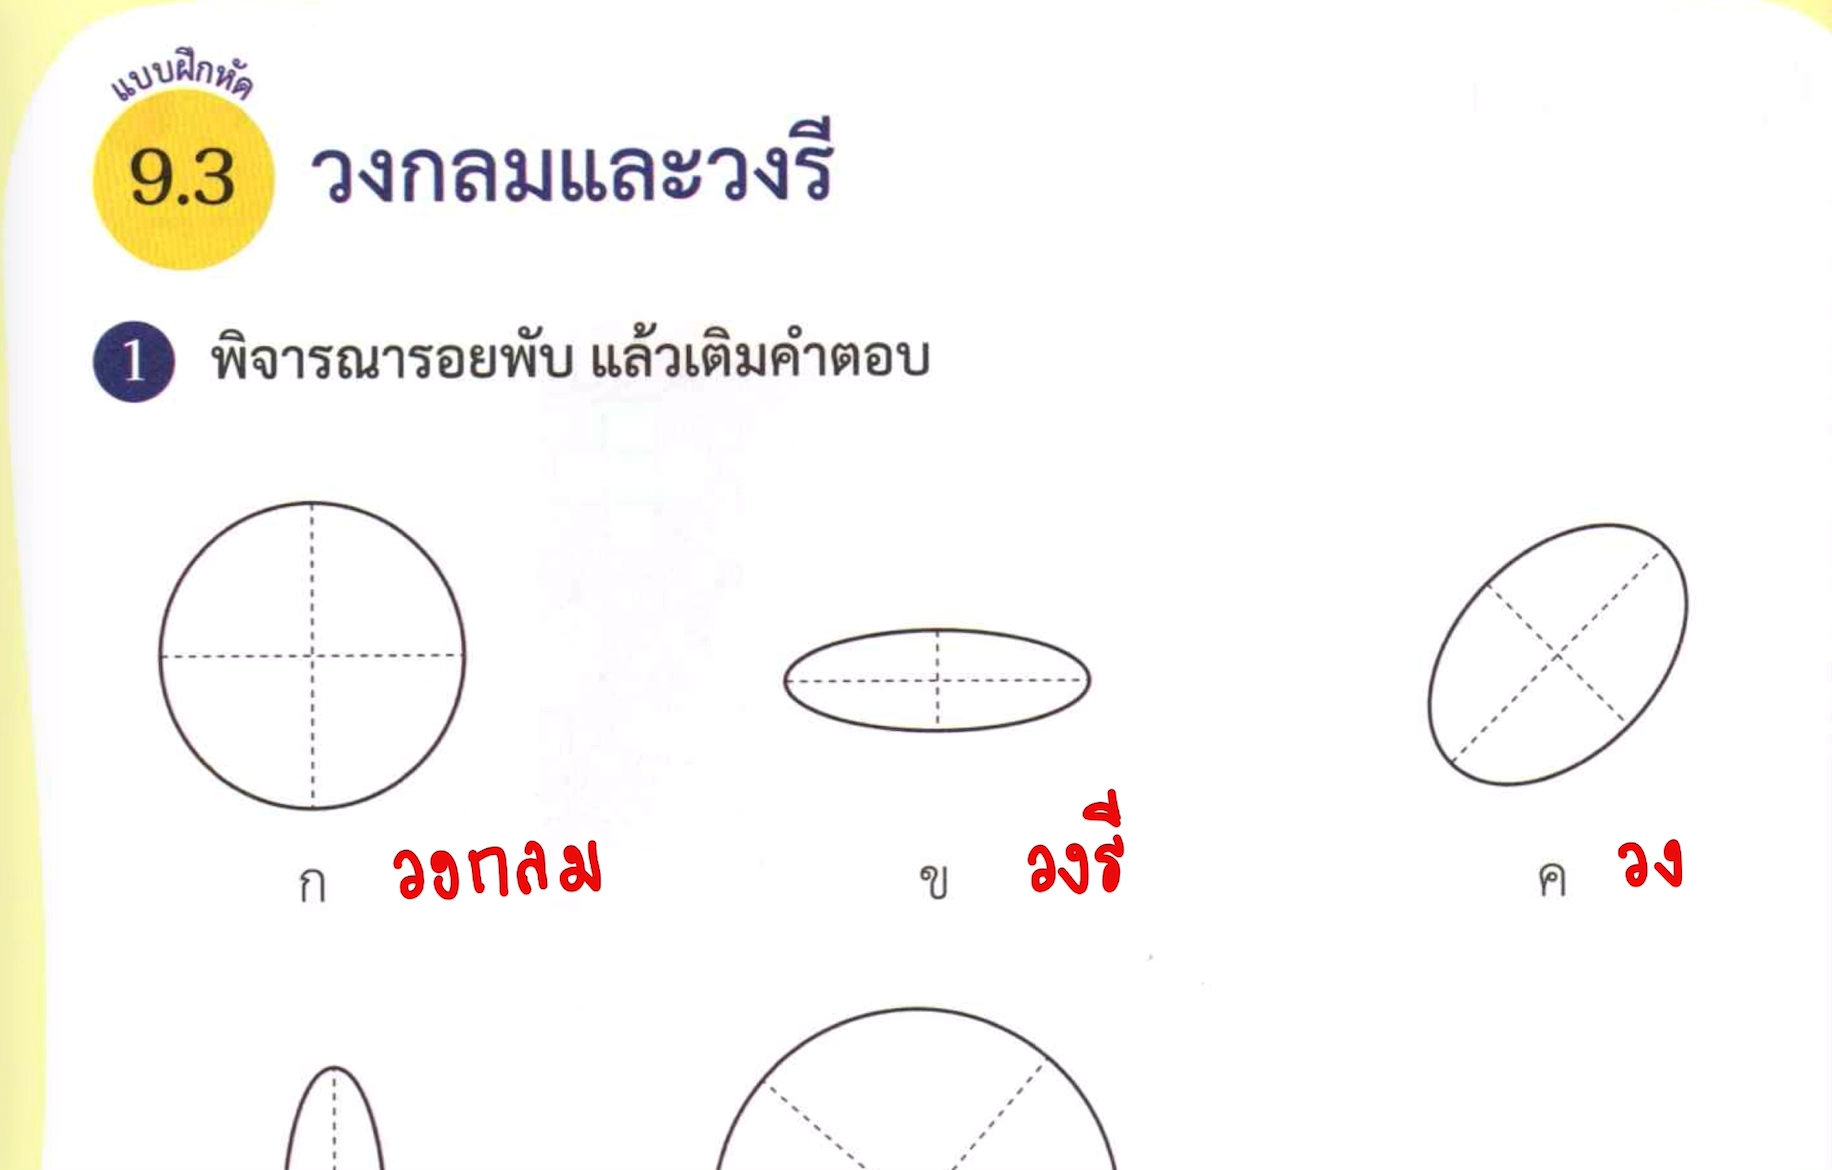 แบบฝึกหัด
9.3 วงกลมและวงรี
1 พิจารณารอยพับ แล้วเติมคำตอบ
ก วงกลม ข วงรี ค วง